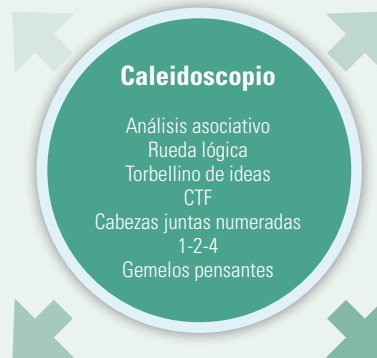 Caleidoscopio
Análisis asociativo
Rueda lógica
Torbellino de ideas
CTF
Cabezas juntas numeradas
1-2-4
Gemelos pensantes